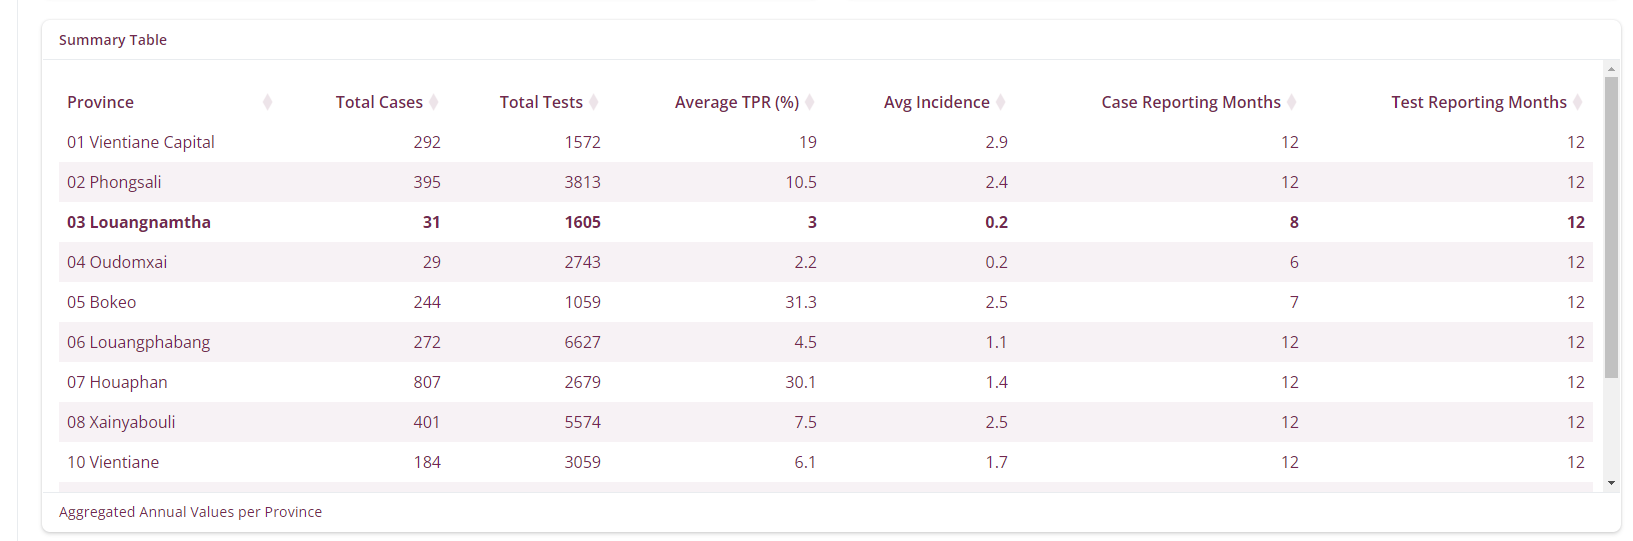 Summary Table
Province Total Cases Total Tests Average TPR (%) Avg Incidence Case Reporting Months Test Reporting Months
01 Vientiane Capital 292 1572 19 2.9 12 12
02 Phongsali 395 3813 10.5 2.4 12 12
03 Louangnamtha 31 1605 3 0.2 8 12
04 Oudomxai 29 2743 2.2 0.2 6 12
05 Bokeo 244 1059 31.3 2.5 7 12
06 Louangphabang 272 6627 4.5 1.1 12 12
07 Houaphan 807 2679 30.1 1.4 12 12
08 Xainyabouli 401 5574 7.5 2.5 12 12
10 Vientiane 184 3059 6.1 1.7 12 12
Aggregated Annual Values per Province